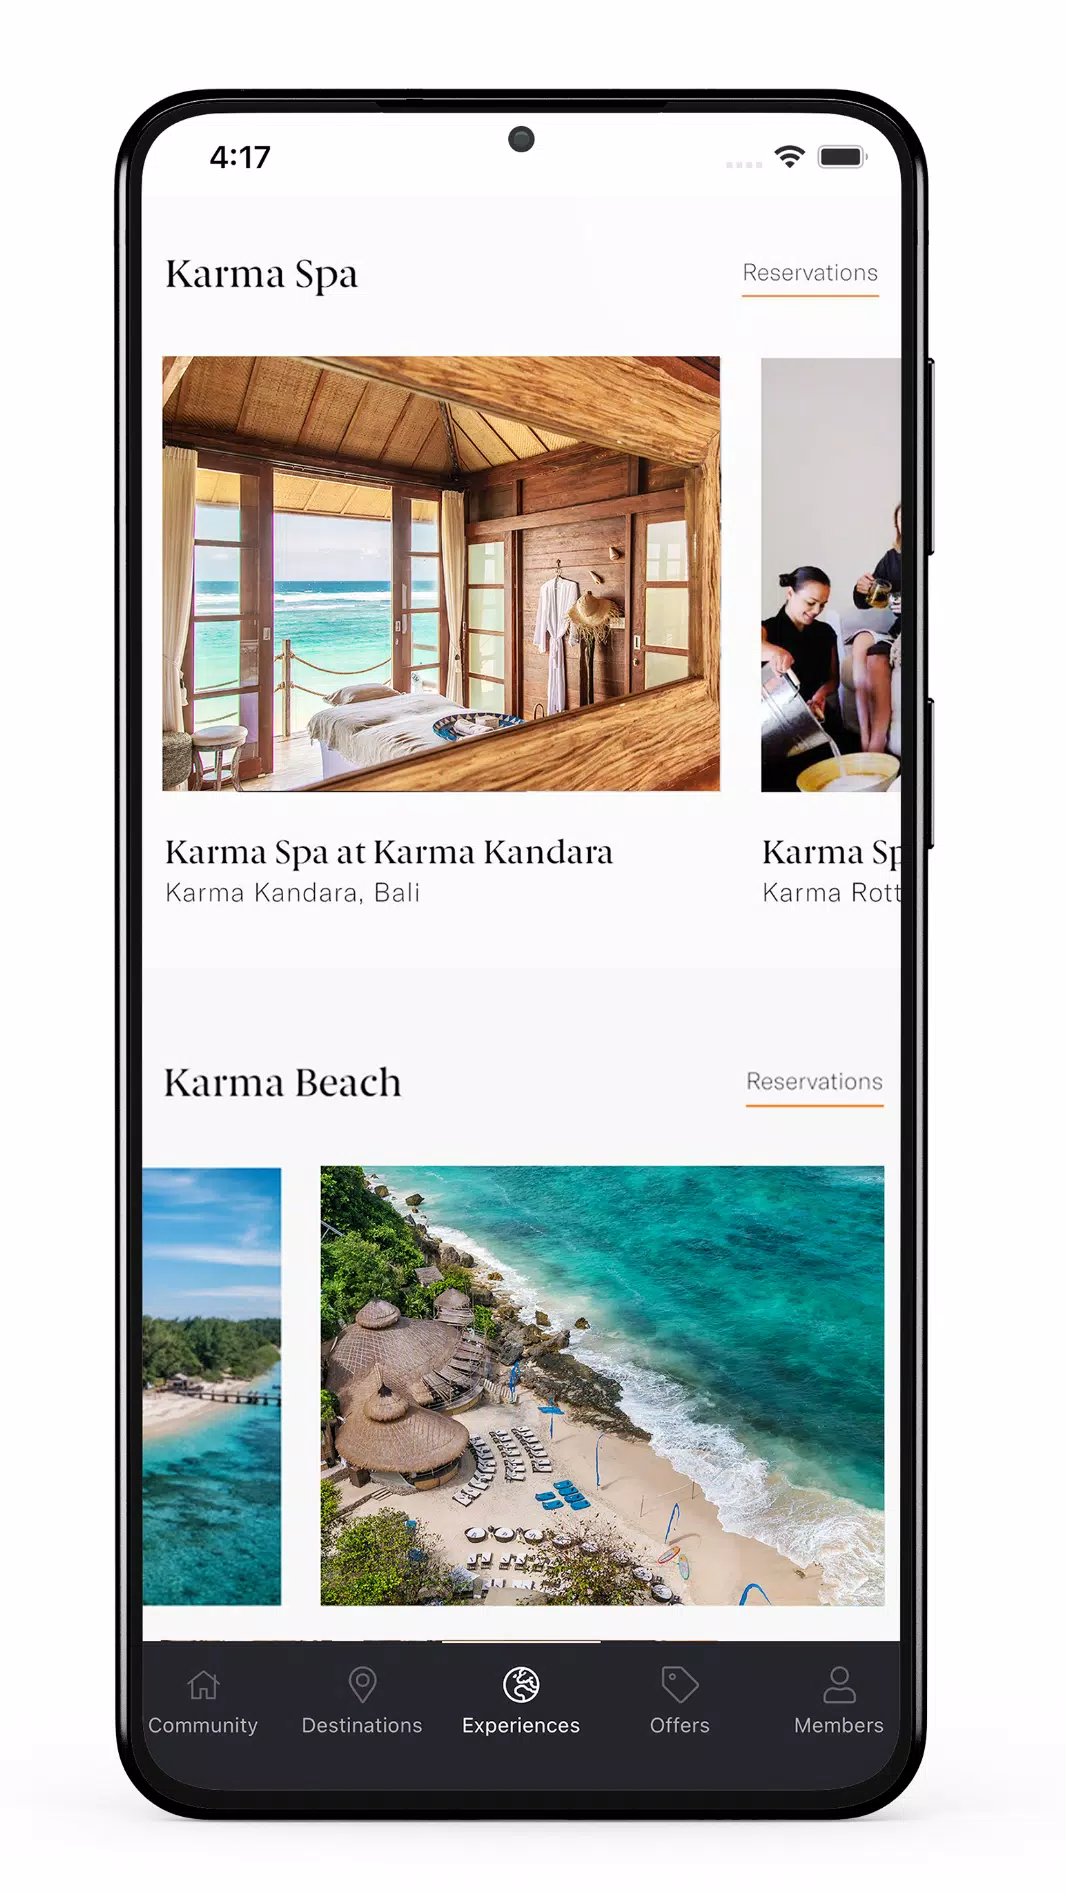 4:17
Karma Spa
Reservations
Karma Spa at Karma Kandara
Karma Kandara, Bali
Karma Sp
Karma Rott
Karma Beach
Reservations
Community
Destinations
Experiences
Offers
Members